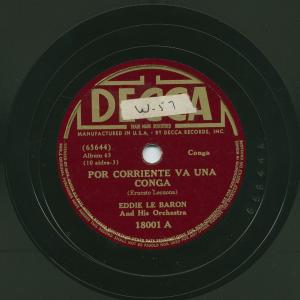 DECCA
W-57
TRADE MARK REGISTERED
MANUFACTURED IN U.S.A. · BY DECCA RECORDS, INC.
(65644)
Album 63
(10 sides-3)
Conga
POR CORRIENTE VA UNA
CONGA
(Ernesto Lecuona)
EDDIE LE BARON
And His Orchestra
18001 A